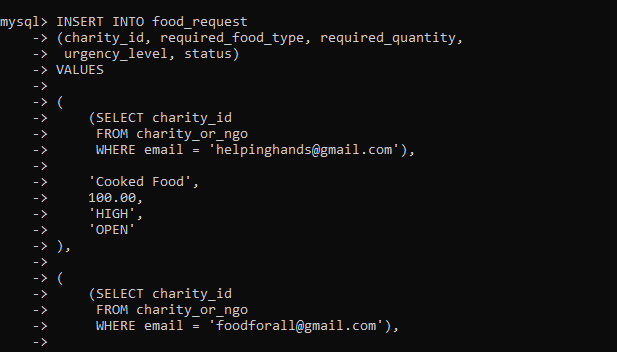 mysql> INSERT INTO food_request
    -> (charity_id, required_food_type, required_quantity,
    ->  urgency_level, status)
    -> VALUES
    ->
    -> (
    ->     (SELECT charity_id
    ->      FROM charity_or_ngo
    ->      WHERE email = 'helpinghands@gmail.com'),
    ->
    ->     'Cooked Food',
    ->     100.00,
    ->     'HIGH',
    ->     'OPEN'
    -> ),
    ->
    -> (
    ->     (SELECT charity_id
    ->      FROM charity_or_ngo
    ->      WHERE email = 'foodforall@gmail.com'),
    ->